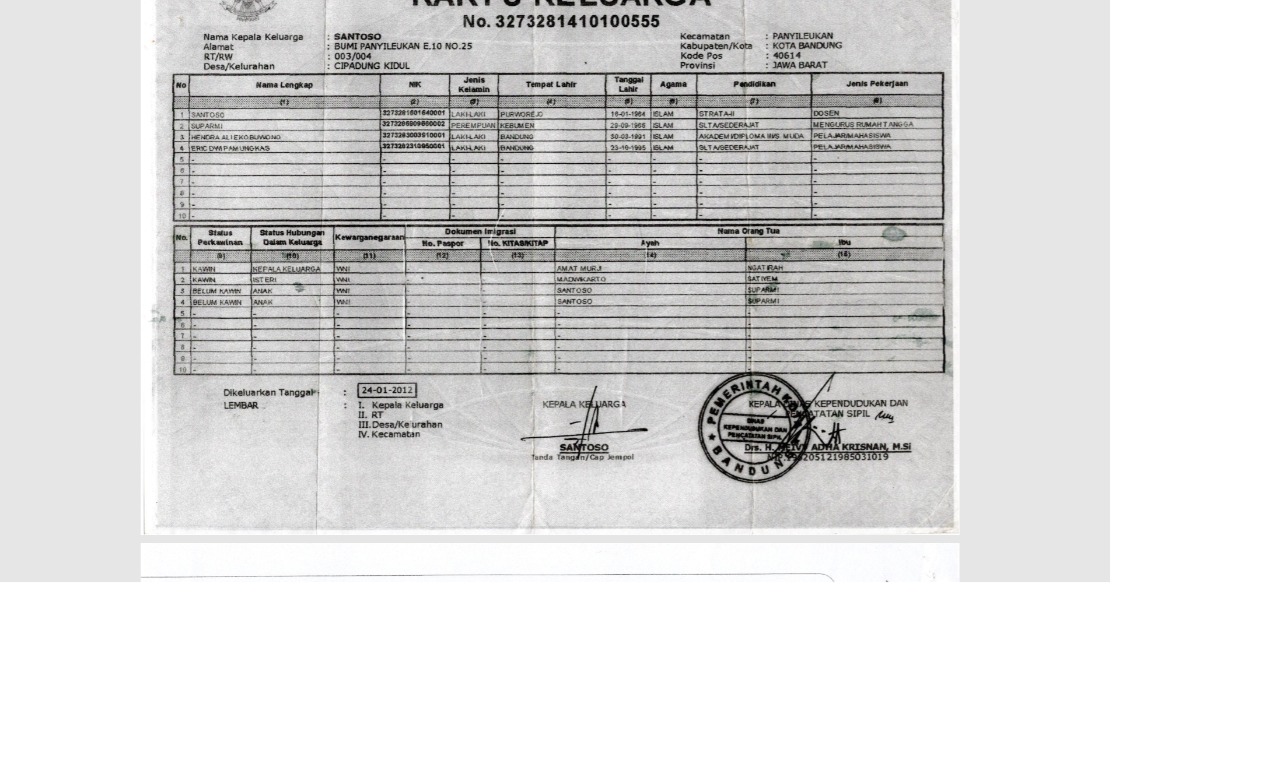 KARTU KELUARGA
No. 3273281410100555
Nama Kepala Keluarga : SANTOSO
Alamat : BUMI PANYILEUKAN E.10 NO.25
RT/RW : 003/004
Desa/Kelurahan : CIPADUNG KIDUL
Kecamatan : PANYILEUKAN
Kabupaten/Kota : KOTA BANDUNG
Kode Pos : 40614
Provinsi : JAWA BARAT
No Nama Lengkap NIK Jenis Kelamin Tempat Lahir Tanggal Lahir Agama Pendidikan Jenis Pekerjaan
(1) (2) (3) (4) (5) (6) (7) (8)
1 SANTOSO 3273281601640001 LAKI-LAKI PURWOREJO 16-01-1964 ISLAM STRATA-II DOSEN
2 SUPARMI PEREMPUAN KEBUMEN ISLAM SLTA/SEDERAJAT MENGURUS RUMAH TANGGA
3 HENDRA ALI EKO BUWONO LAKI-LAKI BANDUNG 30-03-1991 ISLAM AKADEMI/DIPLOMA III/S. MUDA PELAJAR/MAHASISWA
4 ERIC DWI PAMUNGKAS 3273282310950001 LAKI-LAKI BANDUNG 23-10-1995 ISLAM SLTA/SEDERAJAT PELAJAR/MAHASISWA
5 - - - - - - - -
6 - - - - - - - -
7 - - - - - - - -
8 - - - - - - - -
9 - - - - - - - -
10 - - - - - - - -
No. Status Perkawinan Status Hubungan Dalam Keluarga Kewarganegaraan Dokumen Imigrasi Nama Orang Tua
No. Paspor No. KITAS/KITAP Ayah Ibu
(9) (10) (11) (12) (13) (14) (15)
1 KAWIN KEPALA KELUARGA WNI AMAT MURJI NGATIRAH
2 KAWIN ISTERI WNI MADWIKARTO SATIYEM
3 BELUM KAWIN ANAK WNI SANTOSO SUPARMI
4 BELUM KAWIN ANAK WNI SANTOSO SUPARMI
5 - - - - - - -
6 - - - - - - -
7 - - - - - - -
8 - - - - - - -
9 - - - - - - -
10 - - - - - - -
Dikeluarkan Tanggal : 24-01-2012
LEMBAR : I. Kepala Keluarga
II. RT
III. Desa/Kelurahan
IV. Kecamatan
KEPALA KELUARGA
SANTOSO
Tanda Tangan/Cap Jempol
KEPALA DINAS KEPENDUDUKAN DAN
PENCATATAN SIPIL
Drs. H. ADHA KRISNAN, M.Si
NIP. 205121985031019
PEMERINTAH
DINAS
KEPENDUDUKAN DAN
PENCATATAN SIPIL
BANDUNG